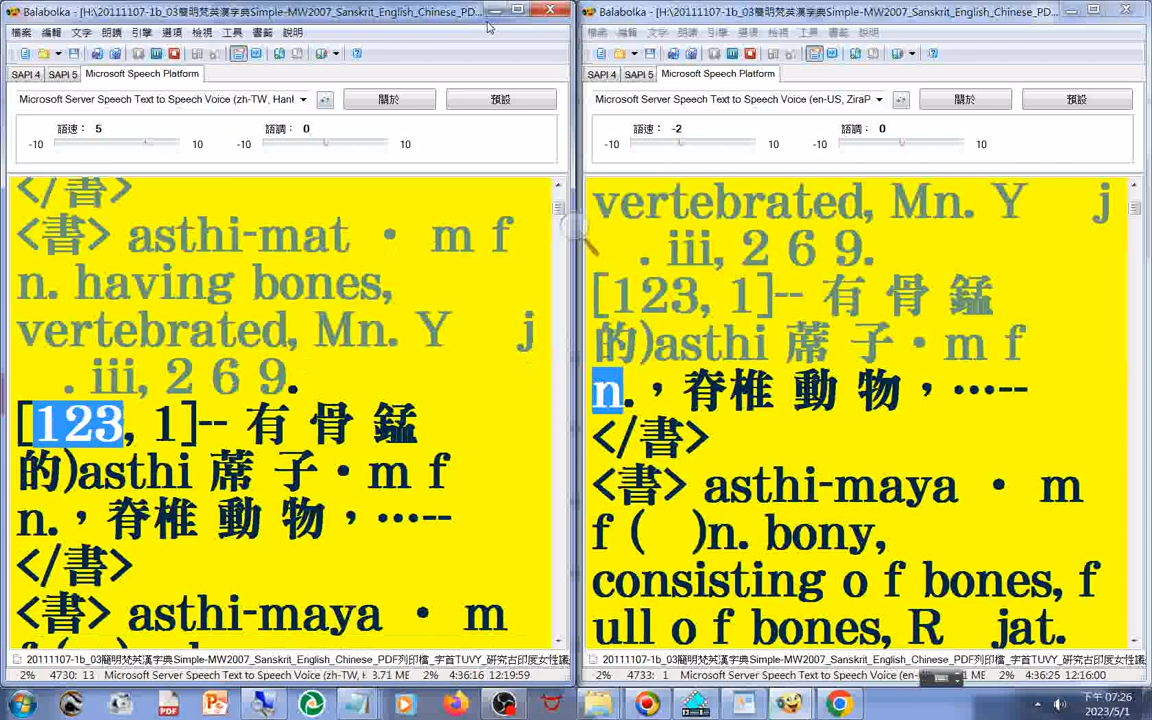 Balabolka - [H:\20111107-1b_03簡明梵英漢字典Simple-MW2007_Sanskrit_English_Chinese_PD...
檔案 編輯 文字 朗讀 引擎 選項 檢視 工具 書籤 說明
SAPI 4 SAPI 5 Microsoft Speech Platform
Microsoft Server Speech Text to Speech Voice (zh-TW, Hanl
關於 預設
語速： 5 語調： 0
-10 10 -10 10
</書>
<書> asthi-mat • m f
n. having bones,
vertebrated, Mn. Y j
. iii, 2 6 9.
[123, 1]-- 有 骨 錳
的)asthi 蓆 子 • m f
n.，脊椎 動 物，…--
</書>
<書> asthi-maya • m
20111107-1b_03簡明梵英漢字典Simple-MW2007_Sanskrit_English_Chinese_PDF列印檔_字首TUVY_研究古印度女性議
2% 4730: 13 Microsoft Server Speech Text to Speech Voice (zh-TW, H 3.71 ME 2% 4:36:16 12:19:59
Balabolka - [H:\20111107-1b_03簡明梵英漢字典Simple-MW2007_Sanskrit_English_Chinese_PD...
檔案 編輯 文字 朗讀 引擎 選項 檢視 工具 書籤 說明
SAPI 4 SAPI 5 Microsoft Speech Platform
Microsoft Server Speech Text to Speech Voice (en-US, ZiraP
關於 預設
語速： -2 語調： 0
-10 10 -10 10
vertebrated, Mn. Y j
. iii, 2 6 9.
[123, 1]-- 有 骨 錳
的)asthi 蓆 子 • m f
n.，脊椎 動 物，…--
</書>
<書> asthi-maya • m
f ( )n. bony,
consisting o f bones, f
ull o f bones, R jat.
20111107-1b_03簡明梵英漢字典Simple-MW2007_Sanskrit_English_Chinese_PDF列印檔_字首TUVY_研究古印度女性議
2% 4733: 1 Microsoft Server Speech Text to Speech Voice (en- ME 2% 4:36:25 12:16:00
下午 07:26
2023/5/1